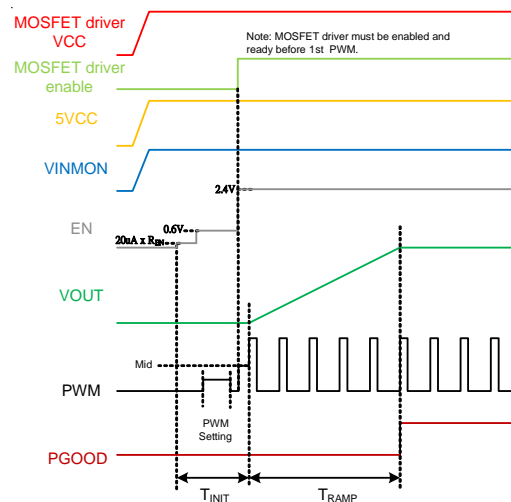 MOSFET driver
VCC
Note: MOSFET driver must be enabled and
ready before 1st PWM.
MOSFET driver
enable
5VCC
VINMON
2.4V
EN
0.6V
20uA x REN
VOUT
Mid
PWM
PWM
Setting
PGOOD
TINIT
TRAMP